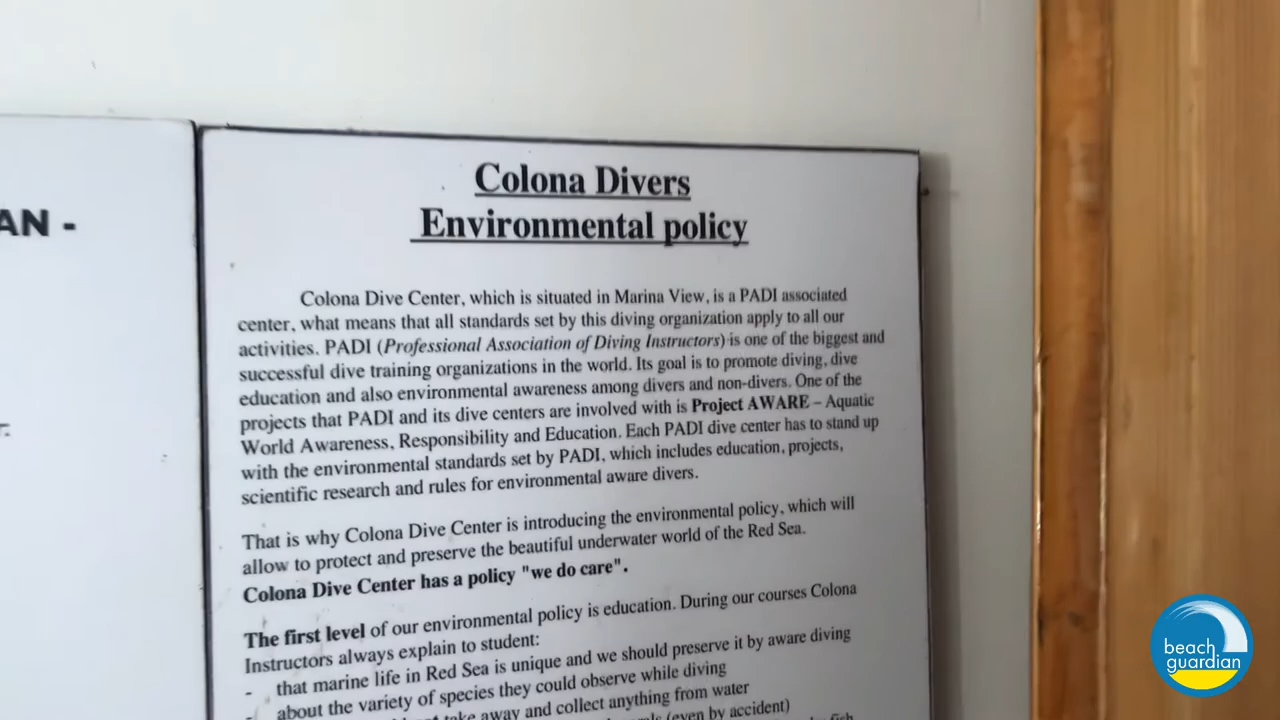 AN -
Colona Divers
Environmental policy
Colona Dive Center, which is situated in Marina View, is a PADI associated
center, what means that all standards set by this diving organization apply to all our
activities. PADI (Professional Association of Diving Instructors) is one of the biggest and
successful dive training organizations in the world. Its goal is to promote diving, dive
education and also environmental awareness among divers and non-divers. One of the
projects that PADI and its dive centers are involved with is Project AWARE – Aquatic
World Awareness, Responsibility and Education. Each PADI dive center has to stand up
with the environmental standards set by PADI, which includes education, projects,
scientific research and rules for environmental aware divers.
That is why Colona Dive Center is introducing the environmental policy, which will
allow to protect and preserve the beautiful underwater world of the Red Sea.
Colona Dive Center has a policy "we do care".
The first level of our environmental policy is education. During our courses Colona
Instructors always explain to student:
- that marine life in Red Sea is unique and we should preserve it by aware diving
- about the variety of species they could observe while diving
take away and collect anything from water
(even by accident)
fish
beach
guardian